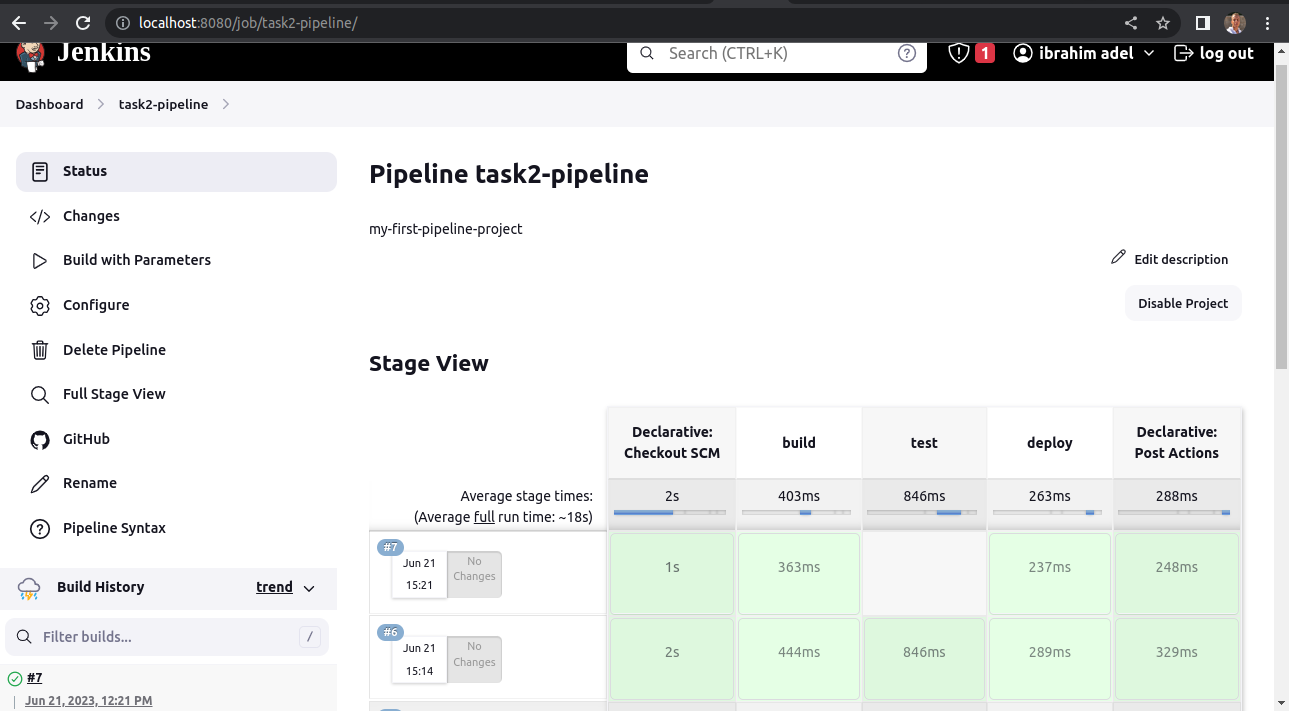 localhost:8080/job/task2-pipeline/
Jenkins
Search (CTRL+K)
?
1
ibrahim adel
log out
Dashboard
task2-pipeline
Status
Changes
Build with Parameters
Configure
Delete Pipeline
Full Stage View
GitHub
Rename
Pipeline Syntax
Build History
trend
Filter builds...
/
#7
Jun 21, 2023, 12:21 PM
Pipeline task2-pipeline
my-first-pipeline-project
Edit description
Disable Project
Stage View
Declarative:
Checkout SCM
build
test
deploy
Declarative:
Post Actions
Average stage times:
(Average full run time: ~18s)
2s
403ms
846ms
263ms
288ms
#7
Jun 21
15:21
No
Changes
1s
363ms
237ms
248ms
#6
Jun 21
15:14
No
Changes
2s
444ms
846ms
289ms
329ms